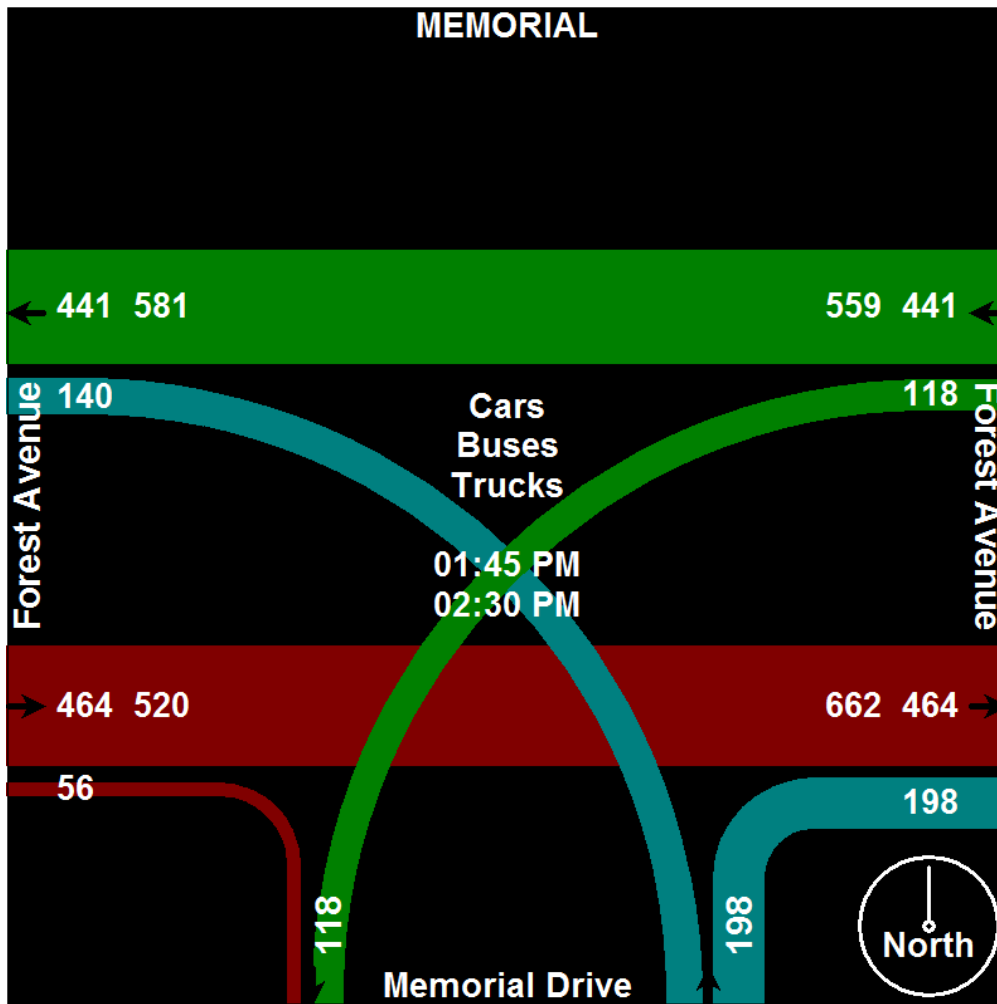 MEMORIAL
441 581
559 441
140
118
Cars
Buses
Trucks
Forest Avenue
Forest Avenue
01:45 PM
02:30 PM
464 520
662 464
56
198
118
198
North
Memorial Drive